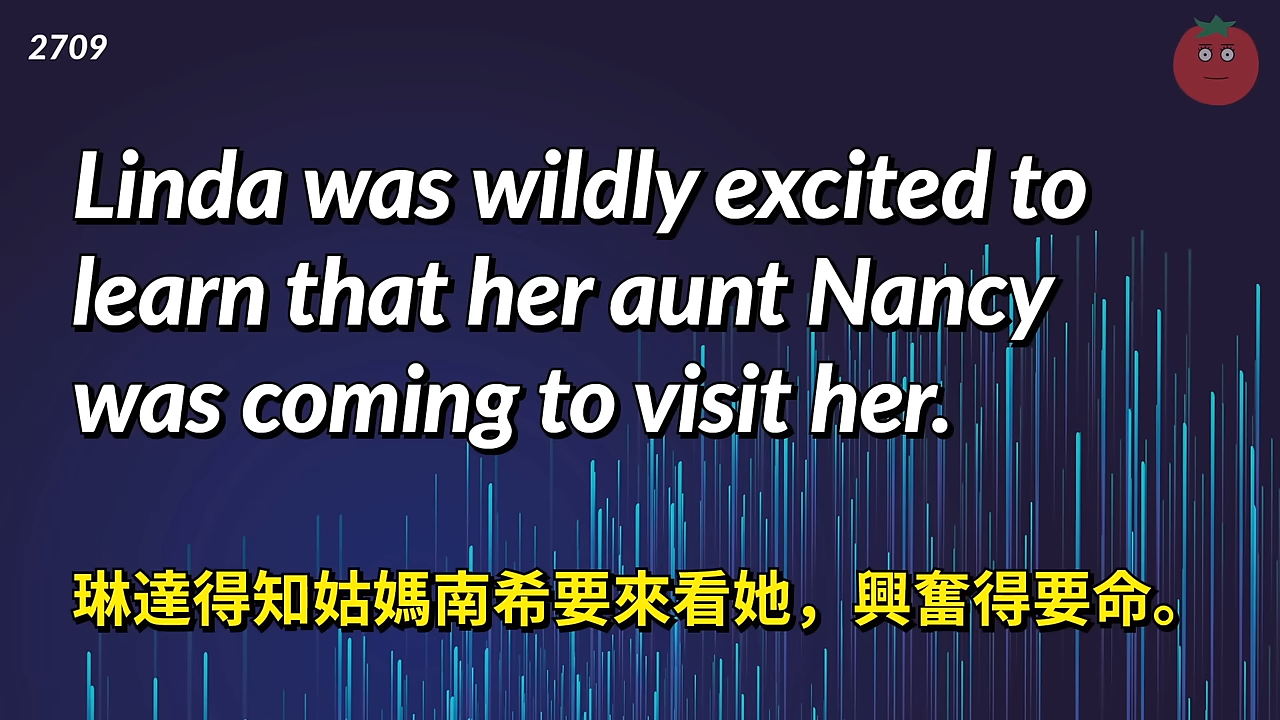 2709
Linda was wildly excited to
learn that her aunt Nancy
was coming to visit her.
琳達得知姑媽南希要來看她，興奮得要命。